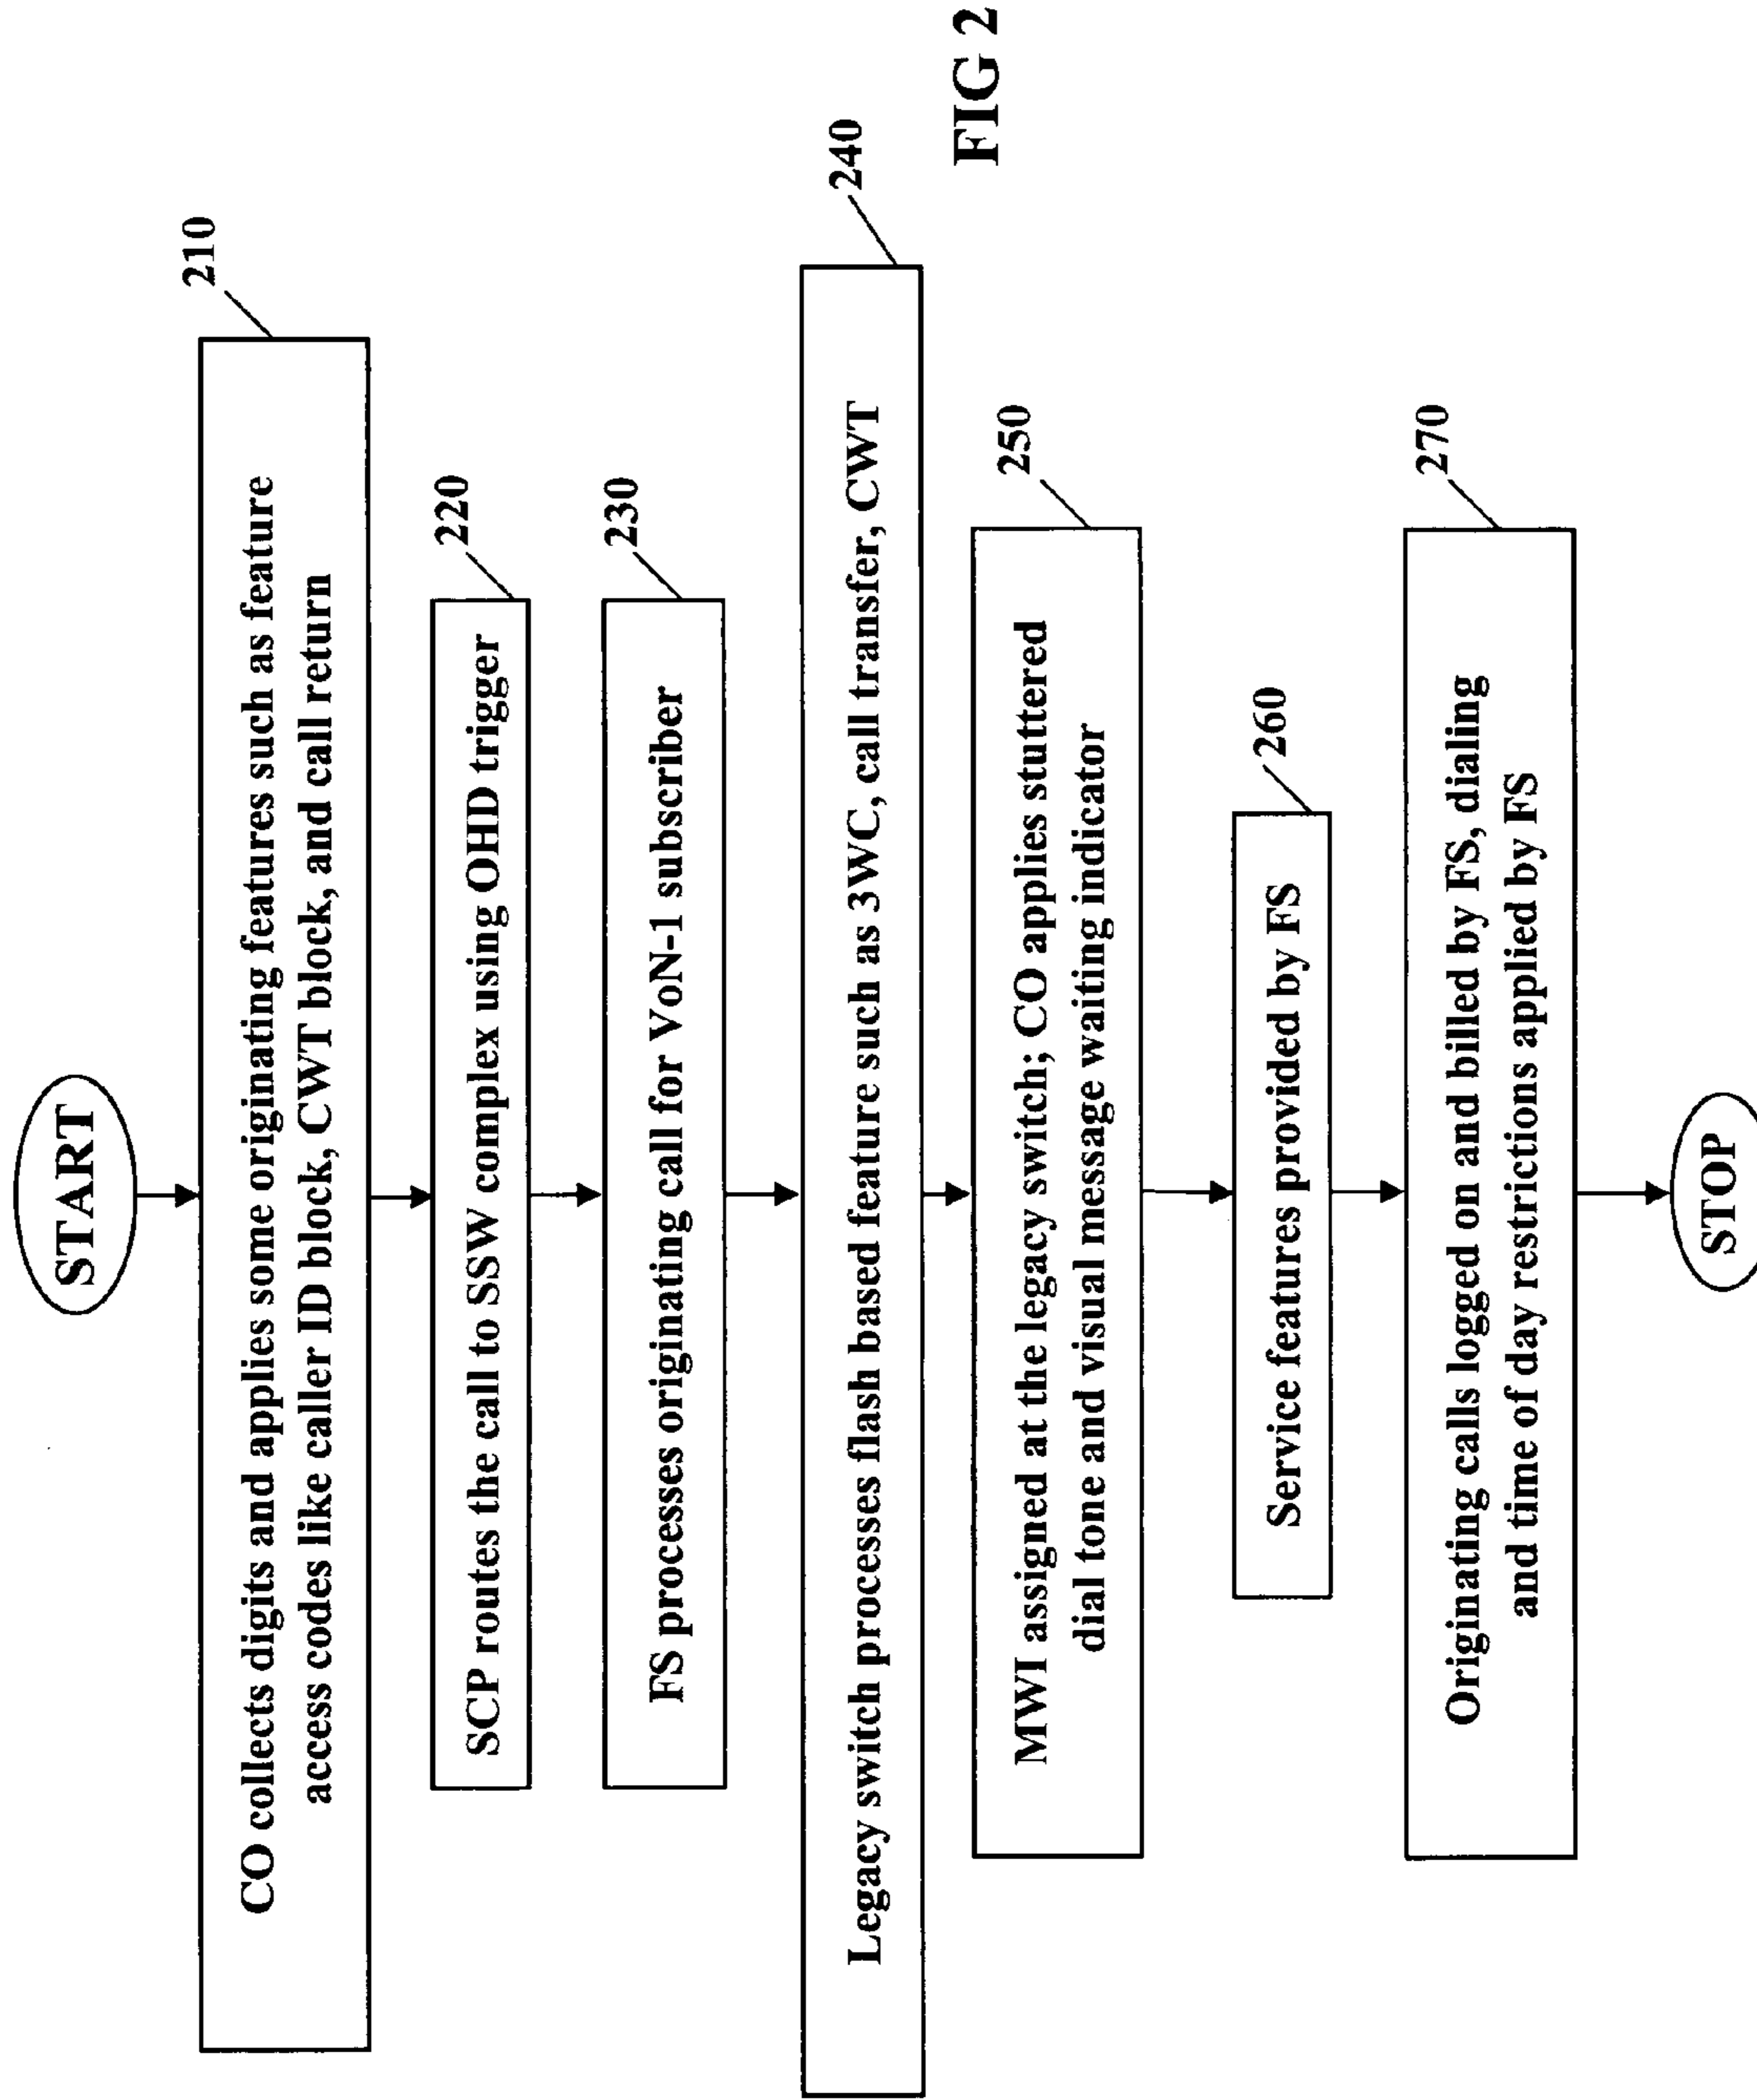 START
210
CO collects digits and applies some originating features such as feature
access codes like caller ID block, CWT block, and call return
220
SCP routes the call to SSW complex using OHD trigger
230
FS processes originating call for VoN-1 subscriber
240
Legacy switch processes flash based feature such as 3WC, call transfer, CWT
250
MWI assigned at the legacy switch; CO applies stuttered
dial tone and visual message waiting indicator
260
Service features provided by FS
270
Originating calls logged on and billed by FS, dialing
and time of day restrictions applied by FS
STOP
FIG 2